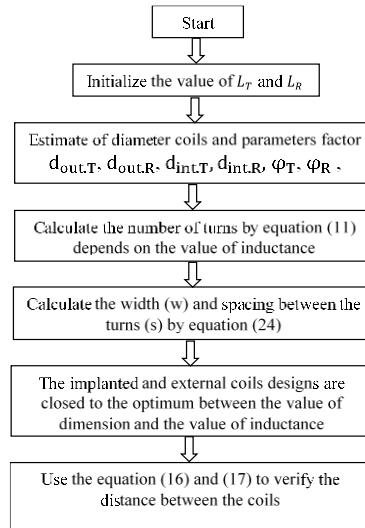 Start
Initialize the value of L_T and L_R
Estimate of diameter coils and parameters factor
d_out.T, d_out.R, d_int.T, d_int.R, φ_T, φ_R ,
Calculate the number of turns by equation (11)
depends on the value of inductance
Calculate the width (w) and spacing between the
turns (s) by equation (24)
The implanted and external coils designs are
closed to the optimum between the value of
dimension and the value of inductance
Use the equation (16) and (17) to verify the
distance between the coils